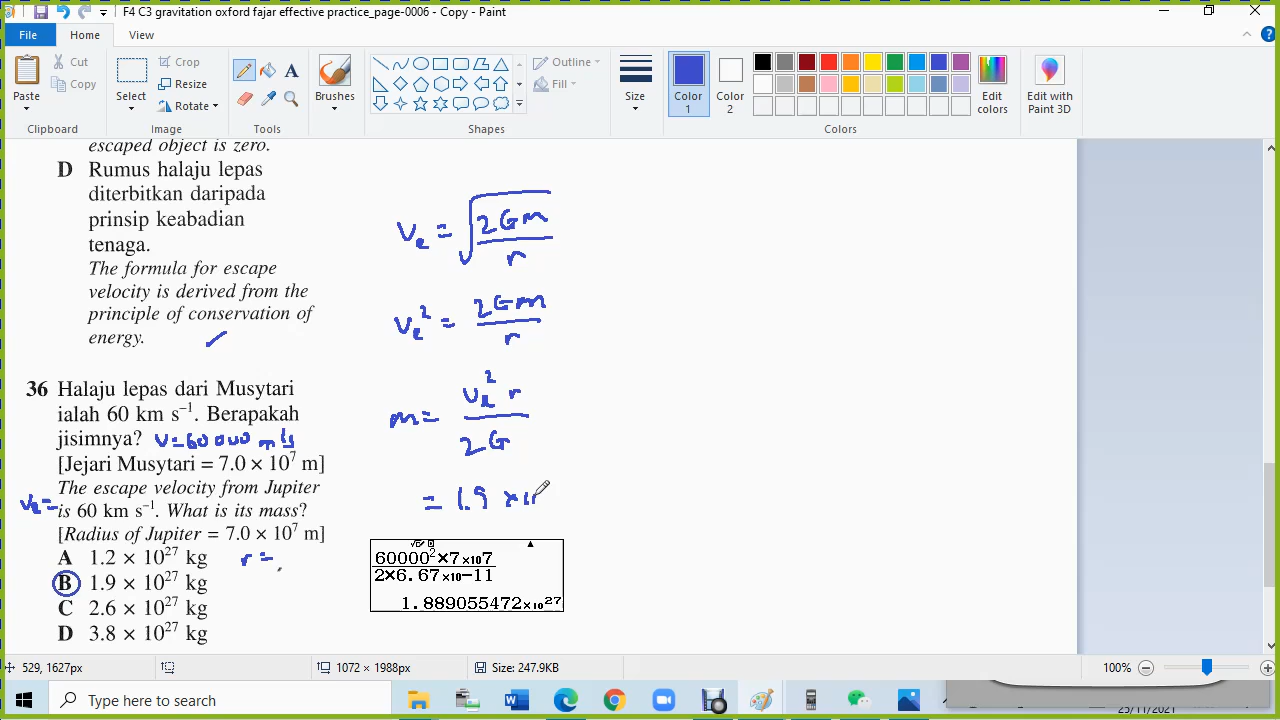 F4 C3 gravitation oxford fajar effective practice_page-0006 - Copy - Paint
File
Home
View
Paste
Cut
Copy
Clipboard
Select
Crop
Resize
Rotate
Image
A
Tools
Brushes
Outline
Fill
Shapes
Size
Color 1
Color 2
Edit colors
Edit with Paint 3D
Colors
escaped object is zero.
D Rumus halaju lepas
diterbitkan daripada
prinsip keabadian
tenaga.
The formula for escape
velocity is derived from the
principle of conservation of
energy.
36 Halaju lepas dari Musytari
ialah 60 km s⁻¹. Berapakah
jisimnya? v=60000 m/s
[Jejari Musytari = 7.0 × 10⁷ m]
The escape velocity from Jupiter
ve= is 60 km s⁻¹. What is its mass?
[Radius of Jupiter = 7.0 × 10⁷ m]
A 1.2 × 10²⁷ kg r=
B 1.9 × 10²⁷ kg
C 2.6 × 10²⁷ kg
D 3.8 × 10²⁷ kg
ve = √(2Gm/r)
ve² = 2Gm/r
m = ve² r/2G
= 1.9 × 1
60000²×7×10 7
2×6.67×10-11
1.889055472×10 27
529, 1627px
1072 × 1988px
Size: 247.9KB
100%
Type here to search
25/11/2021